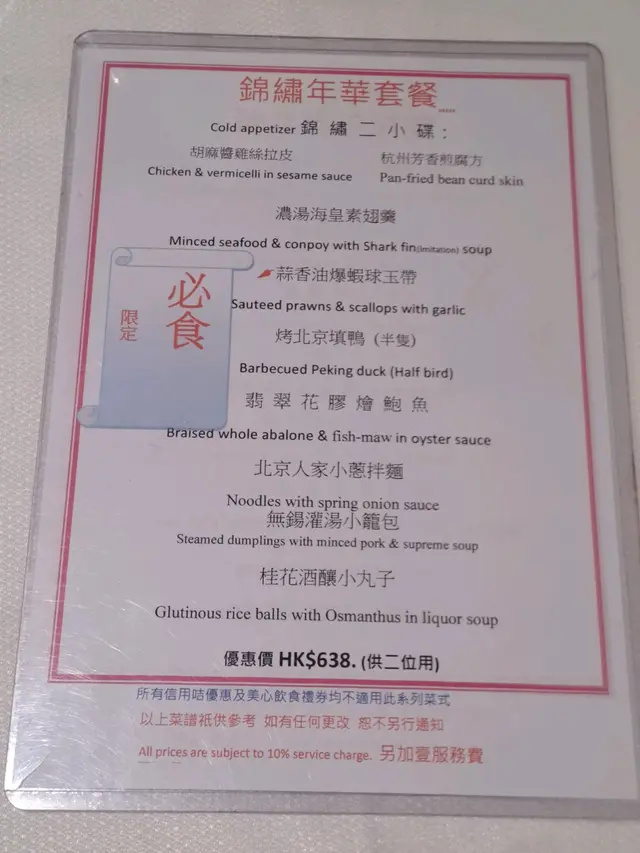 錦繡年華套餐
Cold appetizer 錦 繡 二 小 碟 :
胡麻醬雞絲拉皮 杭州芳香煎腐方
Chicken & vermicelli in sesame sauce Pan-fried bean curd skin
濃湯海皇素翅羹
Minced seafood & conpoy with Shark fin(imitation) soup
必食
限定
蒜香油爆蝦球玉帶
Sauteed prawns & scallops with garlic
烤北京填鴨 (半隻)
Barbecued Peking duck (Half bird)
翡 翠 花 膠 燴 鮑 魚
Braised whole abalone & fish-maw in oyster sauce
北京人家小蔥拌麵
Noodles with spring onion sauce
無錫灌湯小籠包
Steamed dumplings with minced pork & supreme soup
桂花酒釀小丸子
Glutinous rice balls with Osmanthus in liquor soup
優惠價 HK$638. (供二位用)
所有信用咭優惠及美心飲食禮券均不適用此系列菜式
以上菜譜祇供參考 如有任何更改 恕不另行通知
All prices are subject to 10% service charge. 另加壹服務費